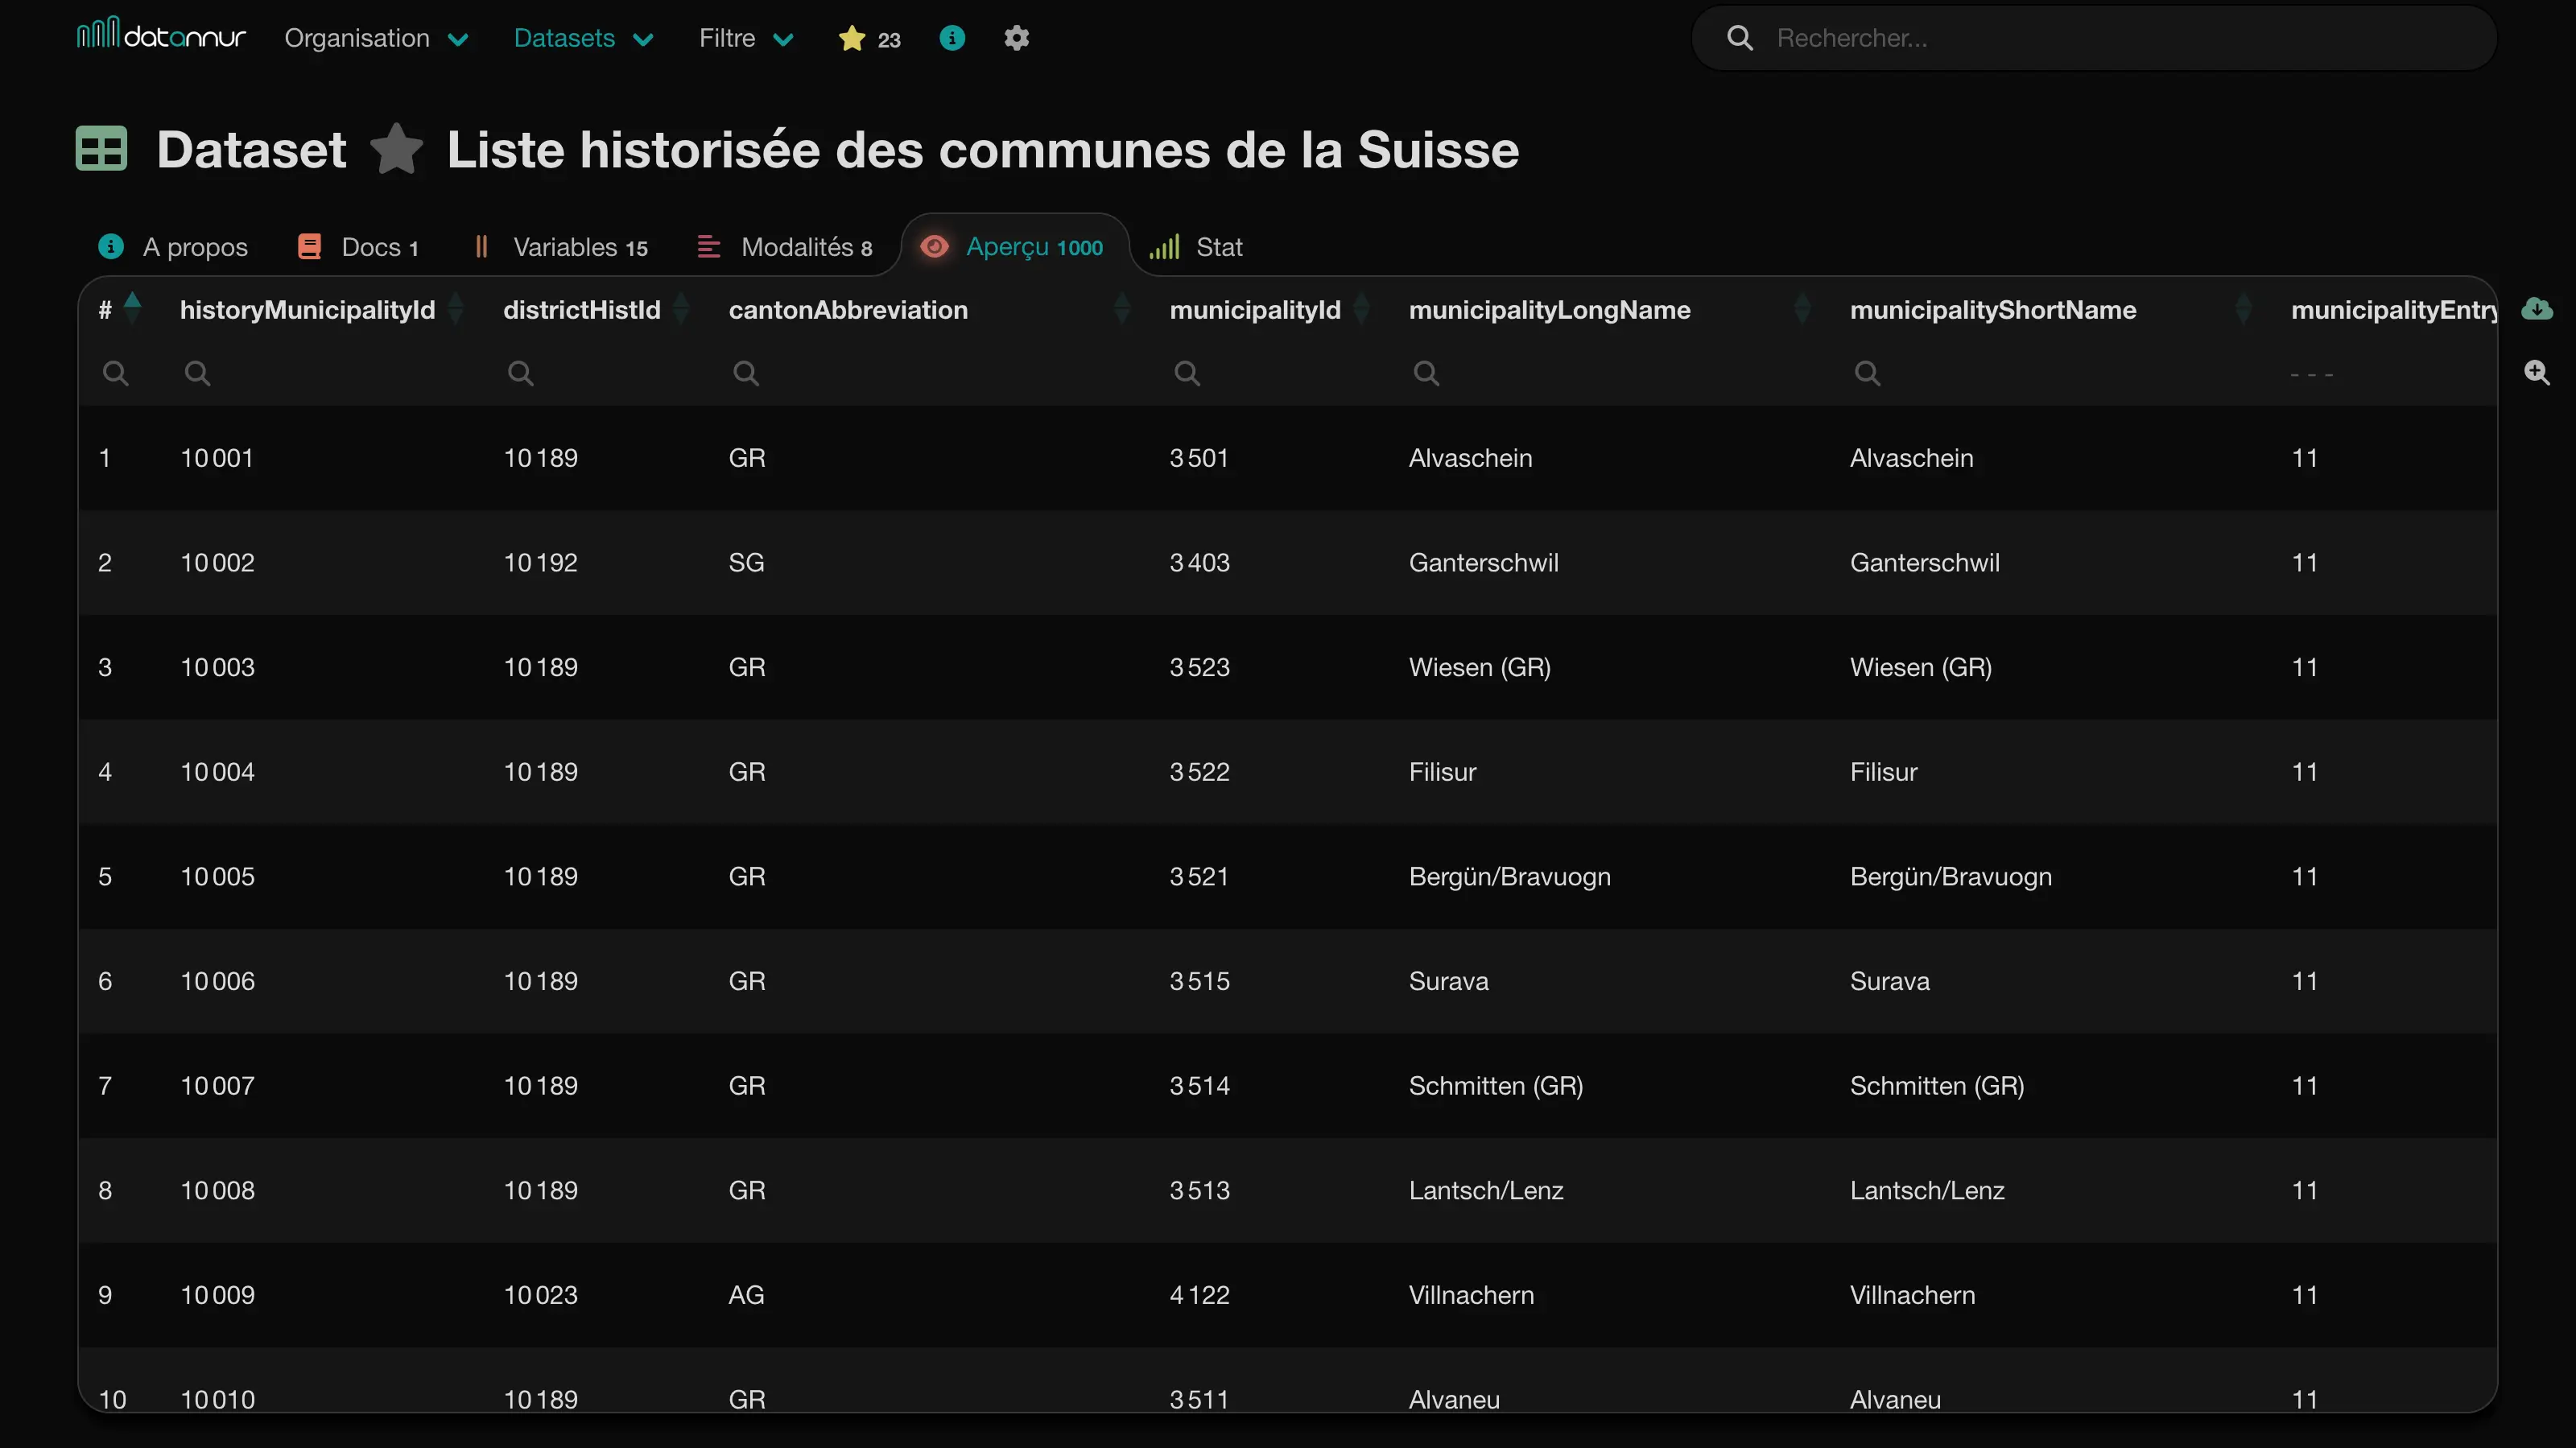 datannur Organisation Datasets Filtre 23 Rechercher...
Dataset Liste historisée des communes de la Suisse
A propos Docs 1 Variables 15 Modalités 8 Aperçu 1000 Stat
# historyMunicipalityId districtHistId cantonAbbreviation municipalityId municipalityLongName municipalityShortName municipalityEntry
- - -
1 10 001 10 189 GR 3 501 Alvaschein Alvaschein 11
2 10 002 10 192 SG 3 403 Ganterschwil Ganterschwil 11
3 10 003 10 189 GR 3 523 Wiesen (GR) Wiesen (GR) 11
4 10 004 10 189 GR 3 522 Filisur Filisur 11
5 10 005 10 189 GR 3 521 Bergün/Bravuogn Bergün/Bravuogn 11
6 10 006 10 189 GR 3 515 Surava Surava 11
7 10 007 10 189 GR 3 514 Schmitten (GR) Schmitten (GR) 11
8 10 008 10 189 GR 3 513 Lantsch/Lenz Lantsch/Lenz 11
9 10 009 10 023 AG 4 122 Villnachern Villnachern 11
10 10 010 10 189 GR 3 511 Alvaneu Alvaneu 11